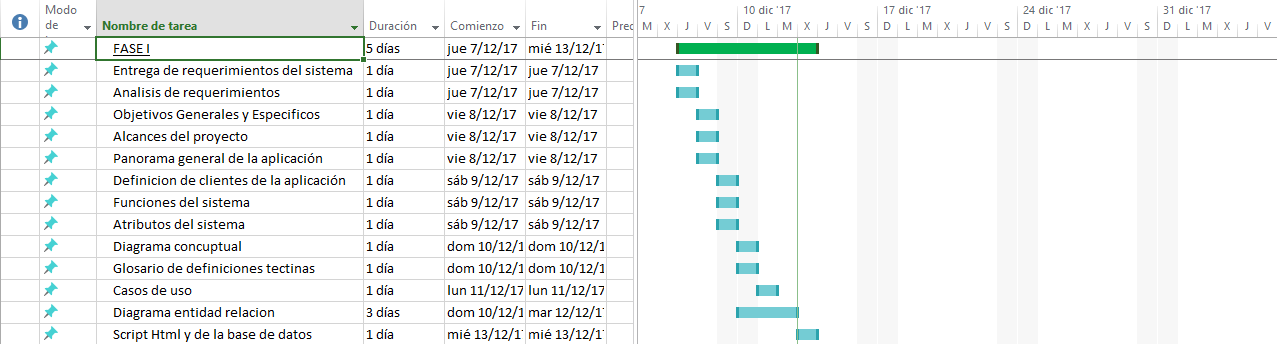 Modo de Nombre de tarea Duración Comienzo Fin Pred
7 10 dic '17 17 dic '17 24 dic '17 31 dic '17
M X J V S D L M X J V S D L M X J V S D L M X J V S D L M X J V
FASE I 5 días jue 7/12/17 mié 13/12/1
Entrega de requerimientos del sistema 1 día jue 7/12/17 jue 7/12/17
Analisis de requerimientos 1 día jue 7/12/17 jue 7/12/17
Objetivos Generales y Especificos 1 día vie 8/12/17 vie 8/12/17
Alcances del proyecto 1 día vie 8/12/17 vie 8/12/17
Panorama general de la aplicación 1 día vie 8/12/17 vie 8/12/17
Definicion de clientes de la aplicación 1 día sáb 9/12/17 sáb 9/12/17
Funciones del sistema 1 día sáb 9/12/17 sáb 9/12/17
Atributos del sistema 1 día sáb 9/12/17 sáb 9/12/17
Diagrama concuptual 1 día dom 10/12/1 dom 10/12/1
Glosario de definiciones tectinas 1 día dom 10/12/1 dom 10/12/1
Casos de uso 1 día lun 11/12/17 lun 11/12/17
Diagrama entidad relacion 3 días dom 10/12/1 mar 12/12/1
Script Html y de la base de datos 1 día mié 13/12/1 mié 13/12/1